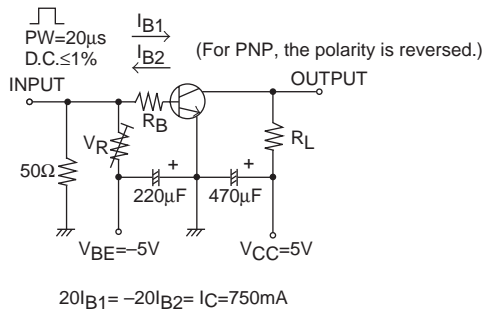 PW=20µs
D.C.≤1%
IB1
IB2
(For PNP, the polarity is reversed.)
INPUT
OUTPUT
RB
VR
RL
50Ω
+
220µF
+
470µF
VBE=–5V
VCC=5V
20IB1= –20IB2= IC=750mA